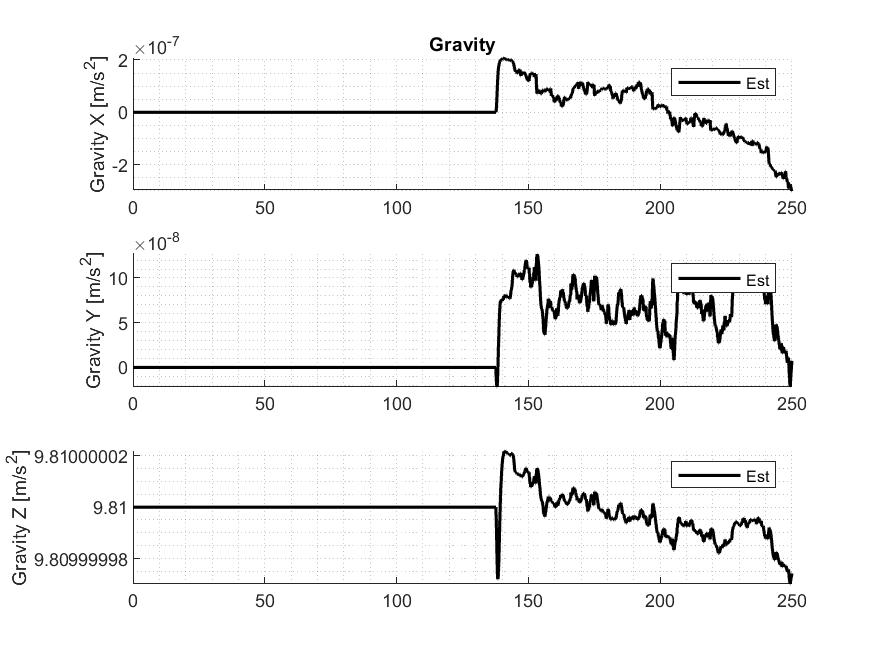 Gravity
×10-7
Gravity X [m/s2]
2
0
-2
Est
0 50 100 150 200 250
×10-8
Gravity Y [m/s2]
10
5
0
Est
0 50 100 150 200 250
Gravity Z [m/s2]
9.81000002
9.81
9.80999998
Est
0 50 100 150 200 250